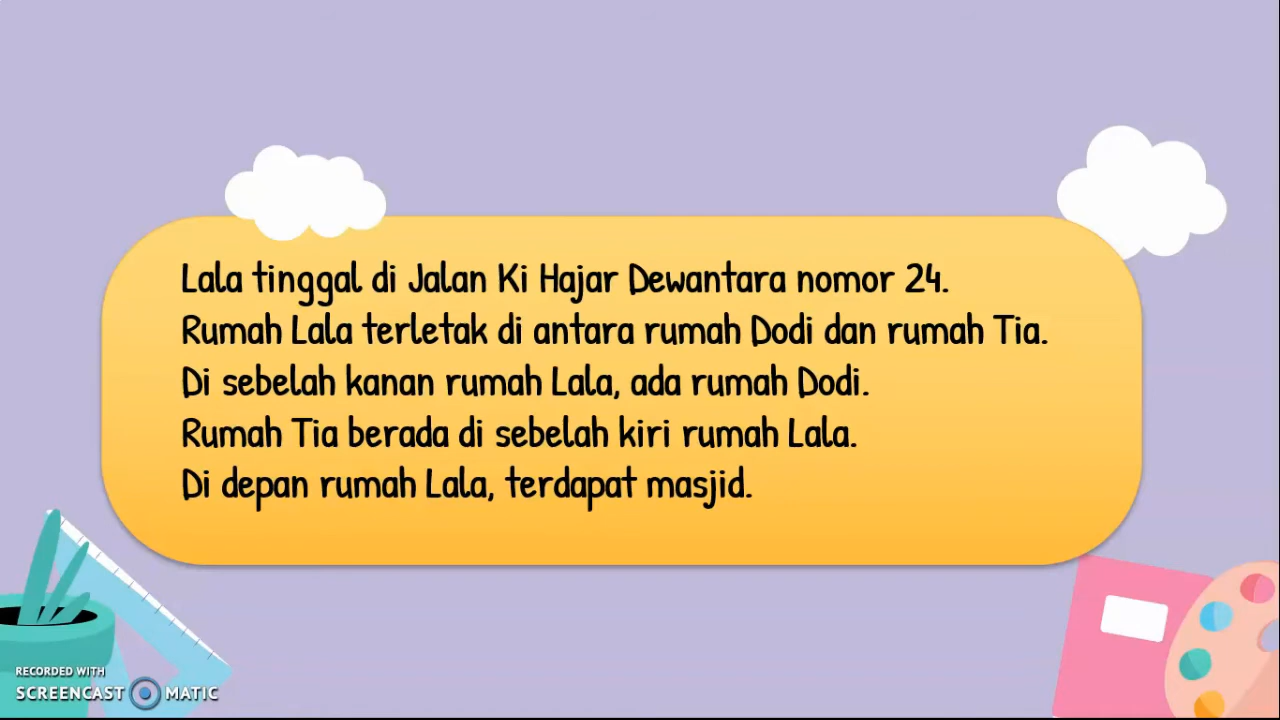 Lala tinggal di Jalan Ki Hajar Dewantara nomor 24.
Rumah Lala terletak di antara rumah Dodi dan rumah Tia.
Di sebelah kanan rumah Lala, ada rumah Dodi.
Rumah Tia berada di sebelah kiri rumah Lala.
Di depan rumah Lala, terdapat masjid.
RECORDED WITH
SCREENCAST MATIC